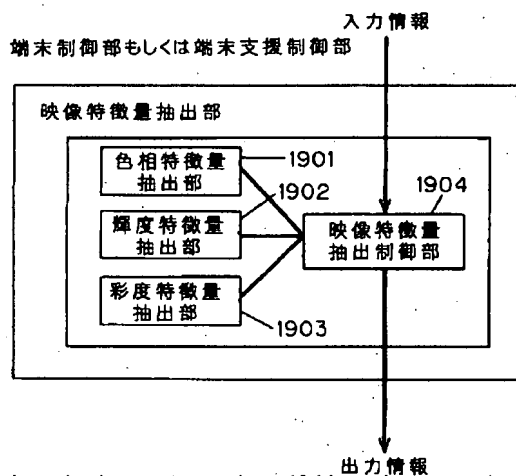 入力情報
端末制御部もしくは端末支援制御部
映像特徴量抽出部
色相特徴量
抽出部
1901
1902
輝度特徴量
抽出部
1904
映像特徴量
抽出制御部
彩度特徴量
抽出部
1903
出力情報